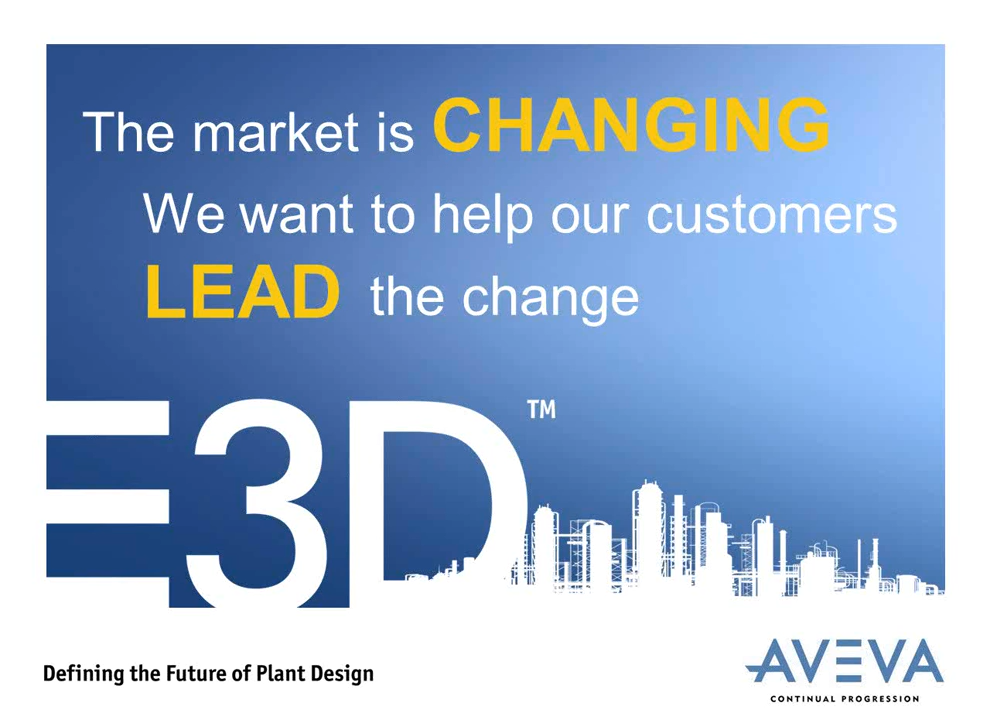 The market is CHANGING
We want to help our customers
LEAD the change
E3D™
Defining the Future of Plant Design
AVEVA
CONTINUAL PROGRESSION